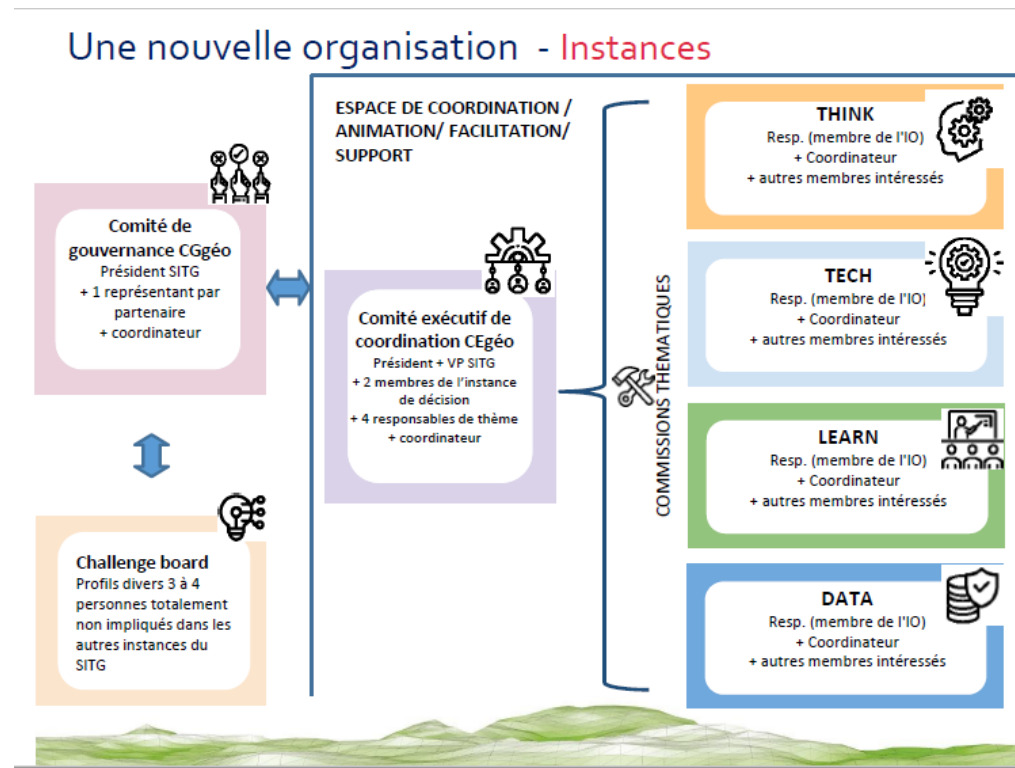 Une nouvelle organisation - Instances
ESPACE DE COORDINATION /
ANIMATION/ FACILITATION/
SUPPORT
Comité de
gouvernance CGgéo
Président SITG
+ 1 représentant par
partenaire
+ coordinateur
Challenge board
Profils divers 3 à 4
personnes totalement
non impliqués dans les
autres instances du
SITG
Comité exécutif de
coordination CEgéo
Président + VP SITG
+ 2 membres de l'instance
de décision
+ 4 responsables de thème
+ coordinateur
COMMISSIONS THEMATIQUES
THINK
Resp. (membre de l'IO)
+ Coordinateur
+ autres membres intéressés
TECH
Resp. (membre de l'IO)
+ Coordinateur
+ autres membres intéressés
LEARN
Resp. (membre de l'IO)
+ Coordinateur
+ autres membres intéressés
DATA
Resp. (membre de l'IO)
+ Coordinateur
+ autres membres intéressés